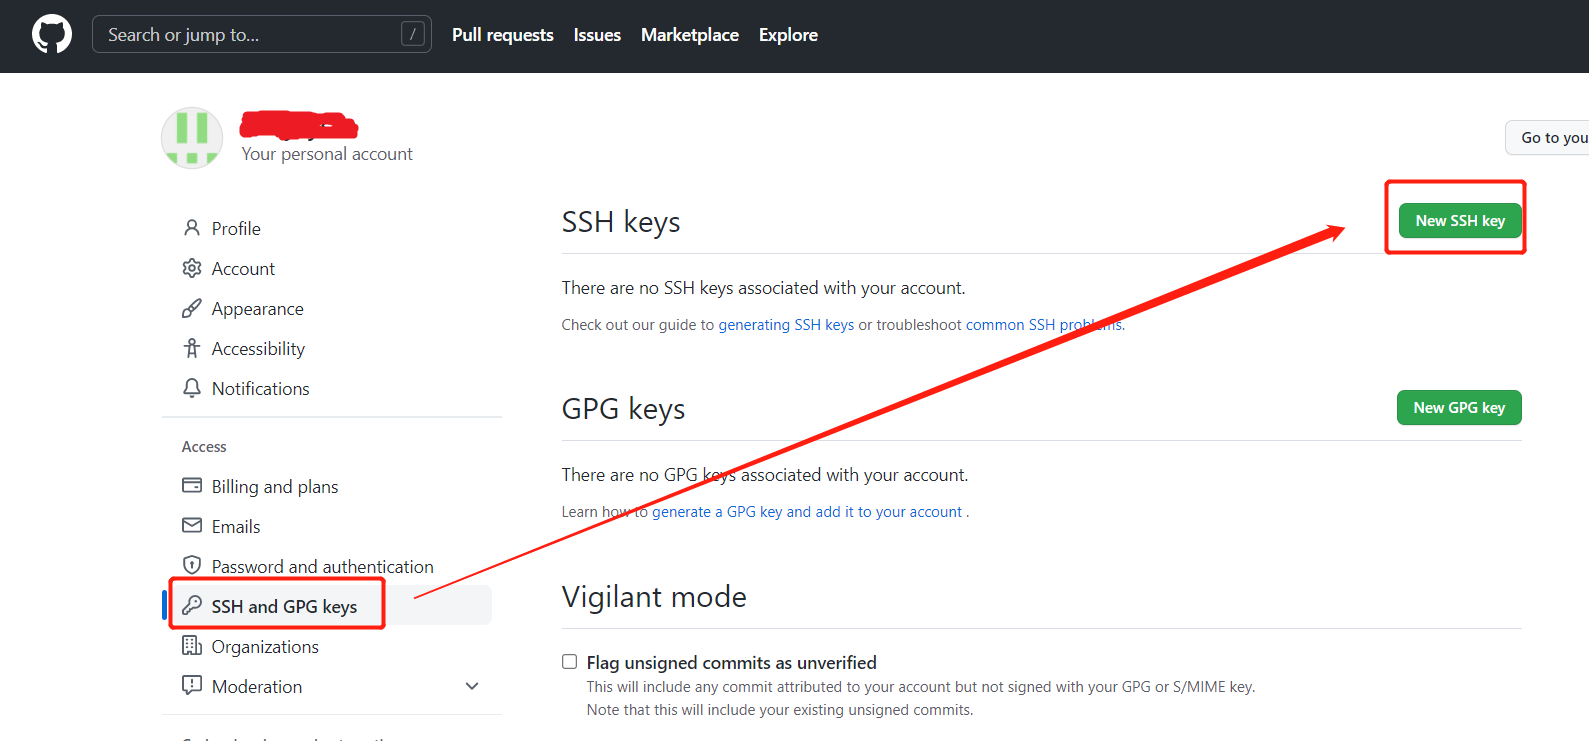 Search or jump to... /
Pull requests Issues Marketplace Explore
Your personal account
Go to you
Profile
Account
Appearance
Accessibility
Notifications
Access
Billing and plans
Emails
Password and authentication
SSH and GPG keys
Organizations
Moderation
SSH keys
New SSH key
There are no SSH keys associated with your account.
Check out our guide to generating SSH keys or troubleshoot common SSH problems.
GPG keys
New GPG key
There are no GPG keys associated with your account.
Learn how to generate a GPG key and add it to your account .
Vigilant mode
Flag unsigned commits as unverified
This will include any commit attributed to your account but not signed with your GPG or S/MIME key.
Note that this will include your existing unsigned commits.